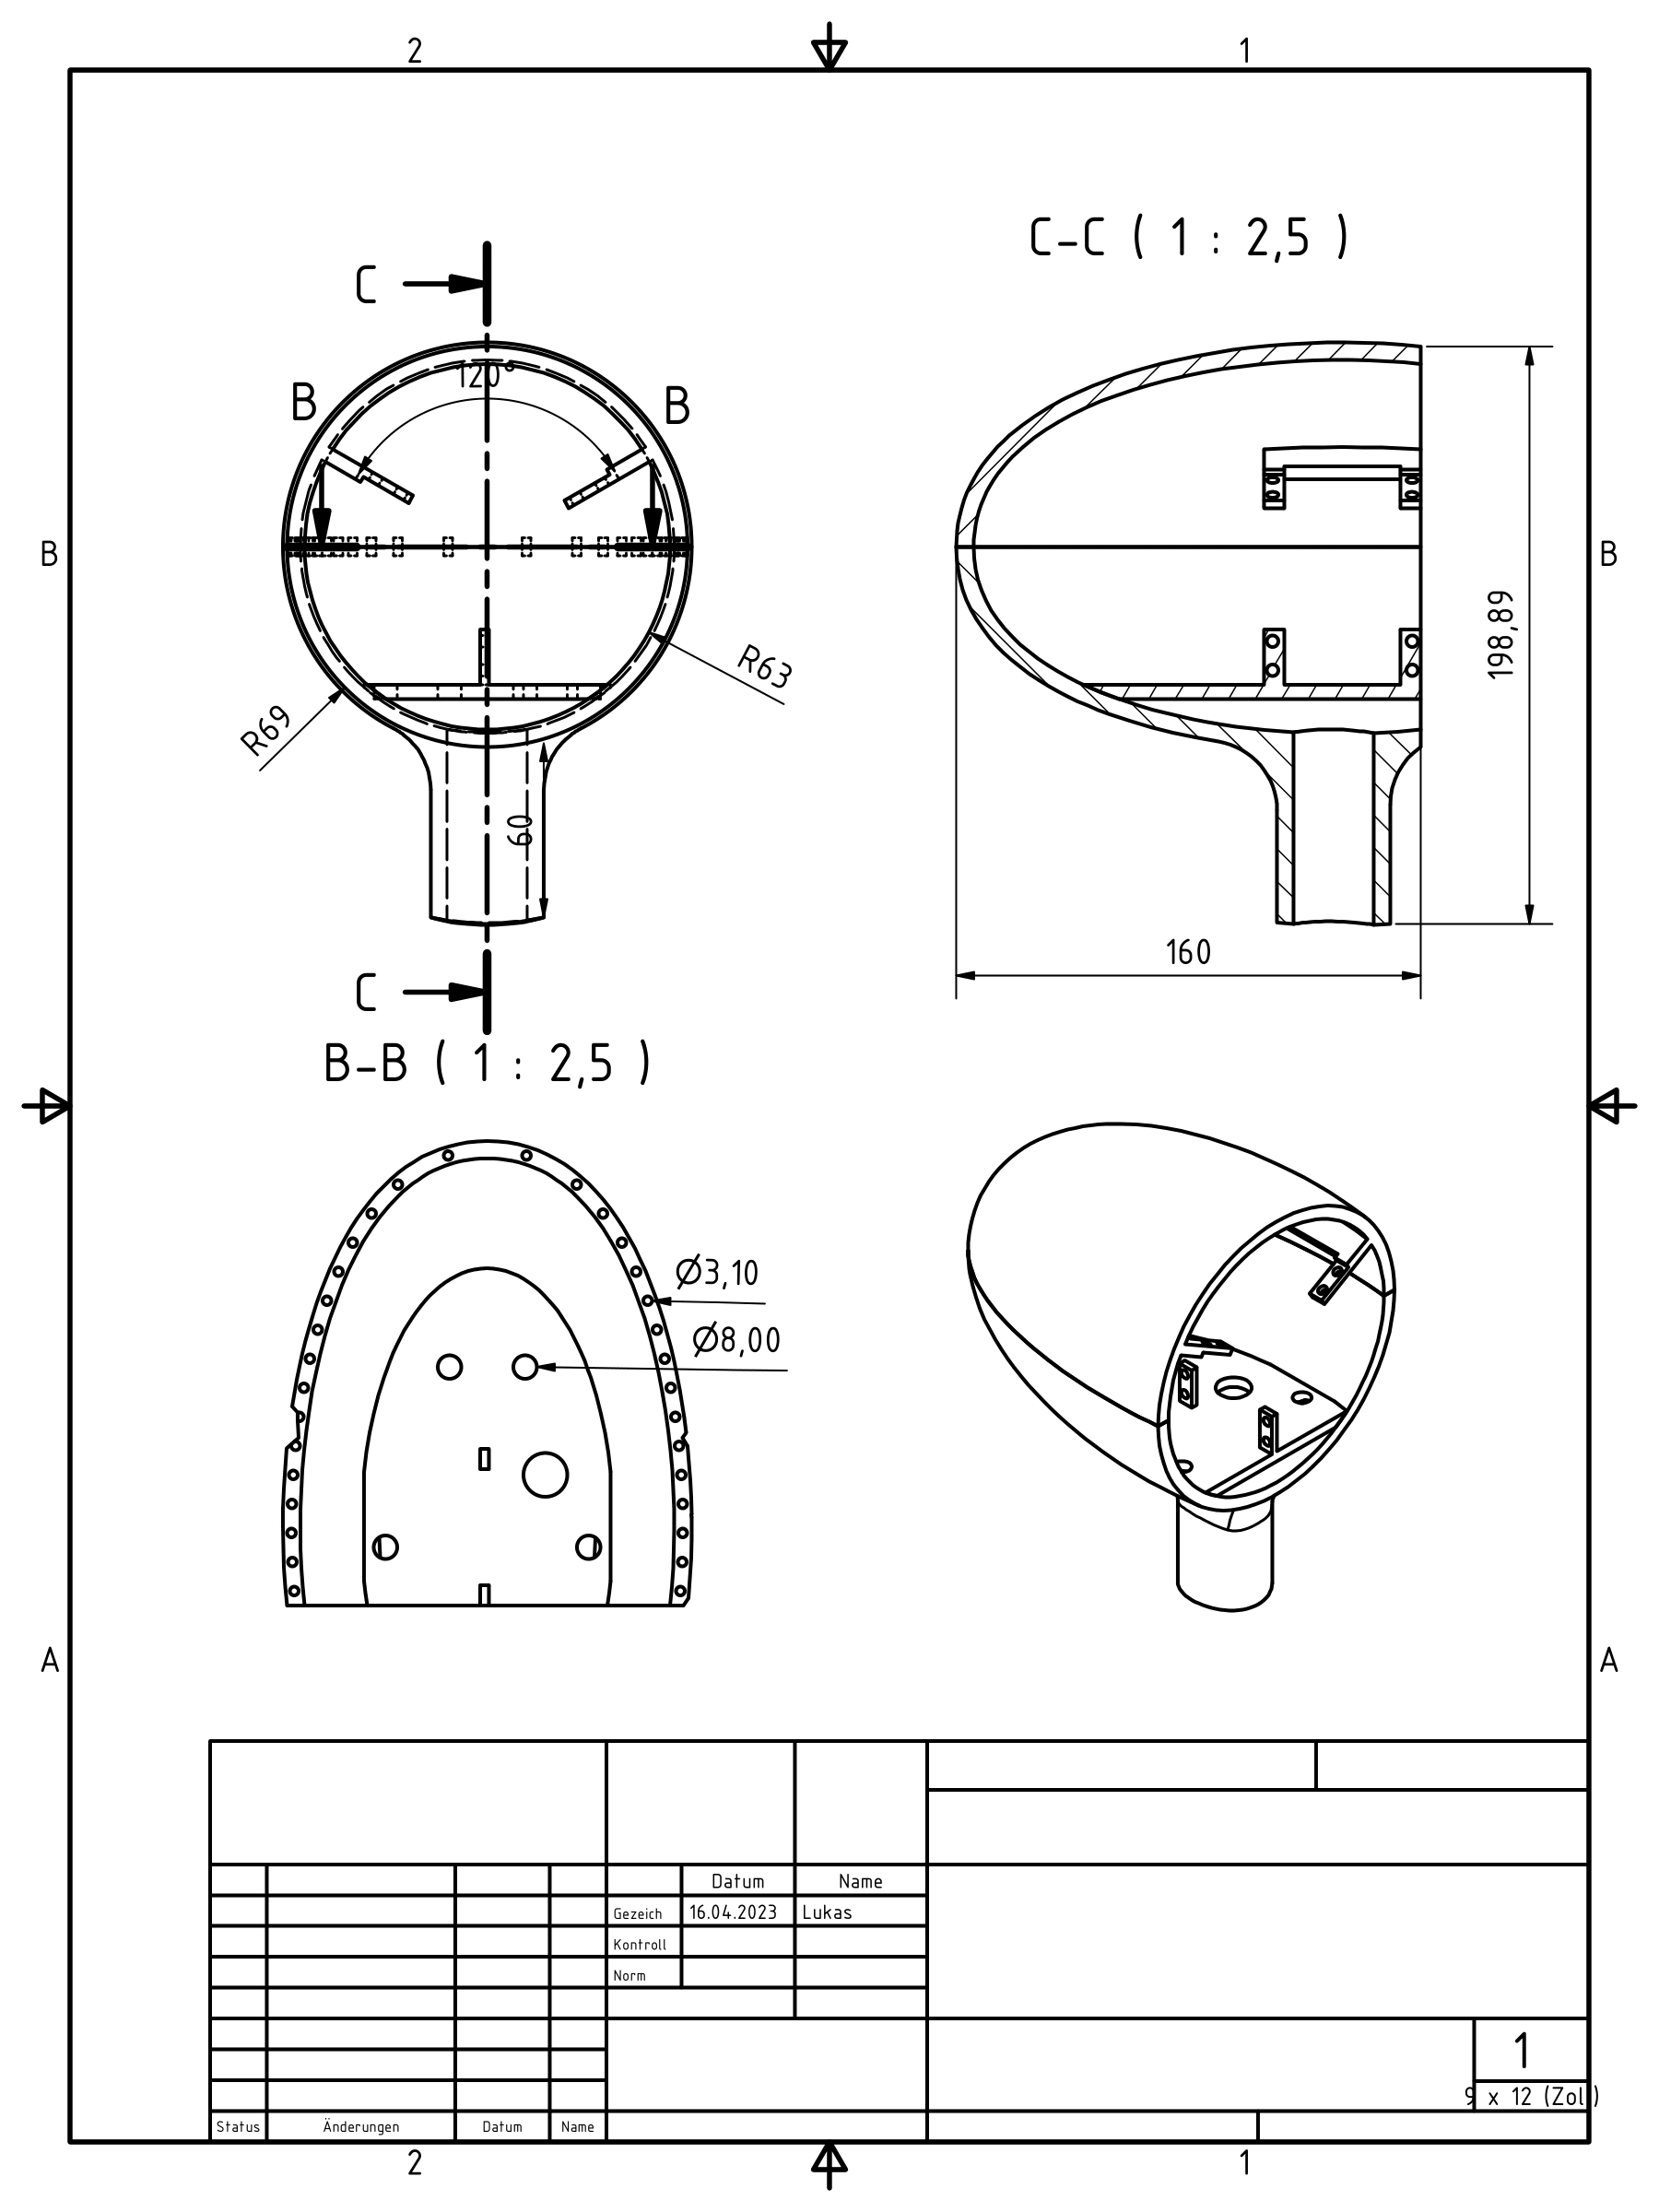 2 1
C-C ( 1 : 2,5 )
C
120°
B B
B B
198,89
R63
R69
60
160
C
B-B ( 1 : 2,5 )
Ø3,10
Ø8,00
A A
Datum Name
Gezeich 16.04.2023 Lukas
Kontroll
Norm
1
9 x 12 (Zoll)
Status Änderungen Datum Name
2 1